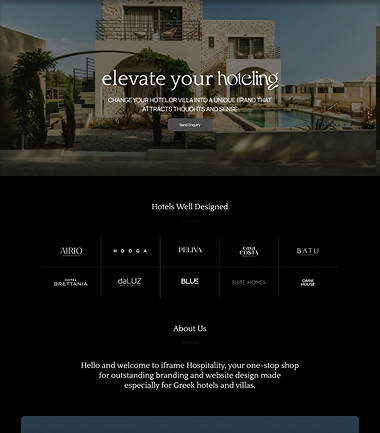 elevate your hoteling
CHANGE YOUR HOTEL OR VILLA INTO A UNIQUE BRAND THAT
ATTRACTS THOUGHTS AND SENSE
Send Enquiry
Hotels Well Designed
AIRIO
HOOGA
PELIVA
casa
COSTA
BATU
HOTEL
BRETTANIA
daLUZ
BLUE
SUITE HOMES
OMNI
HOUSE
About Us
Hello and welcome to iframe Hospitality, your one-stop shop
for outstanding branding and website design made
especially for Greek hotels and villas.